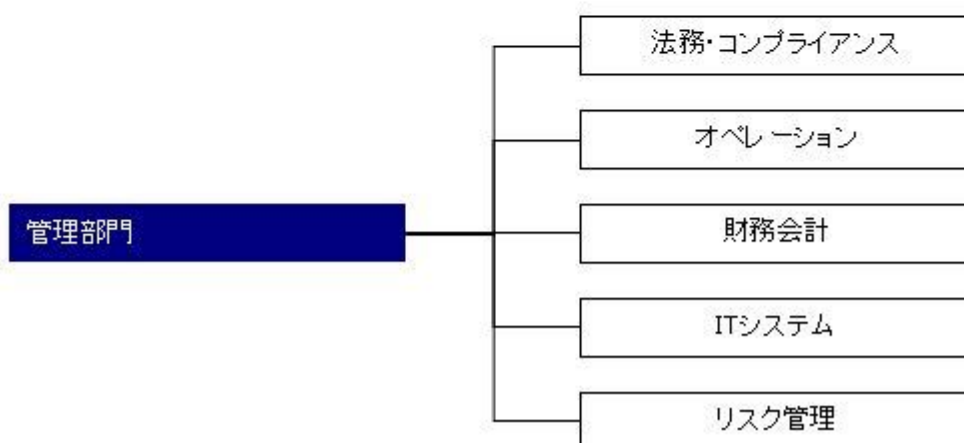 法務・コンプライアンス
オペレーション
管理部門
財務会計
ITシステム
リスク管理